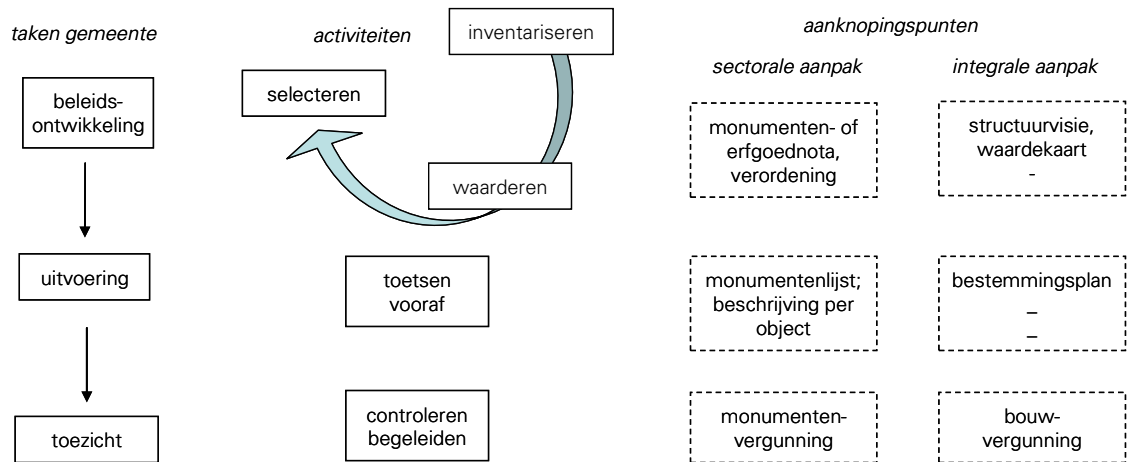 taken gemeente
activiteiten
inventariseren
aanknopingspunten
sectorale aanpak
integrale aanpak
beleids-
ontwikkeling
selecteren
waarderen
monumenten- of
erfgoednota,
verordening
structuurvisie,
waardekaart
-
uitvoering
toetsen
vooraf
monumentenlijst;
beschrijving per
object
bestemmingsplan
–
–
toezicht
controleren
begeleiden
monumenten-
vergunning
bouw-
vergunning